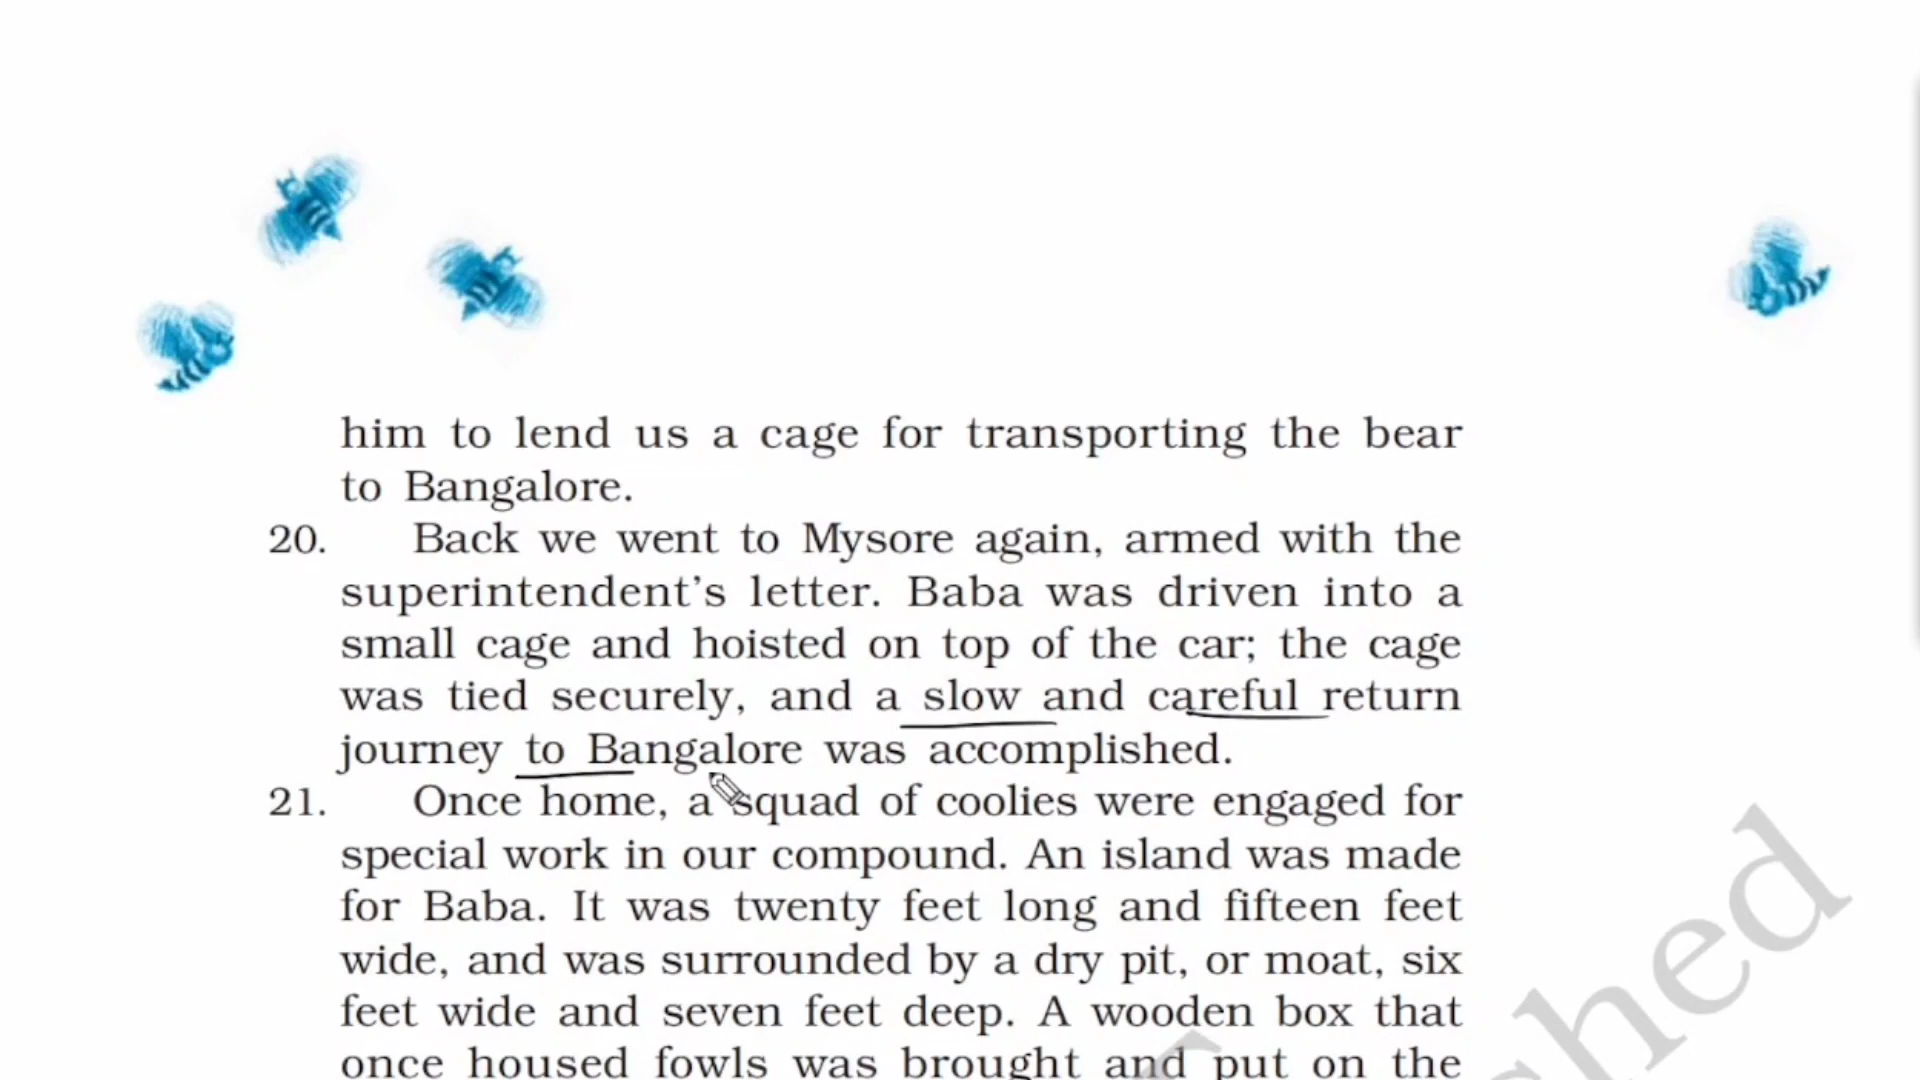 him to lend us a cage for transporting the bear
to Bangalore.
20. Back we went to Mysore again, armed with the
superintendent’s letter. Baba was driven into a
small cage and hoisted on top of the car; the cage
was tied securely, and a slow and careful return
journey to Bangalore was accomplished.
21. Once home, a squad of coolies were engaged for
special work in our compound. An island was made
for Baba. It was twenty feet long and fifteen feet
wide, and was surrounded by a dry pit, or moat, six
feet wide and seven feet deep. A wooden box that
once housed fowls was brought and put on the